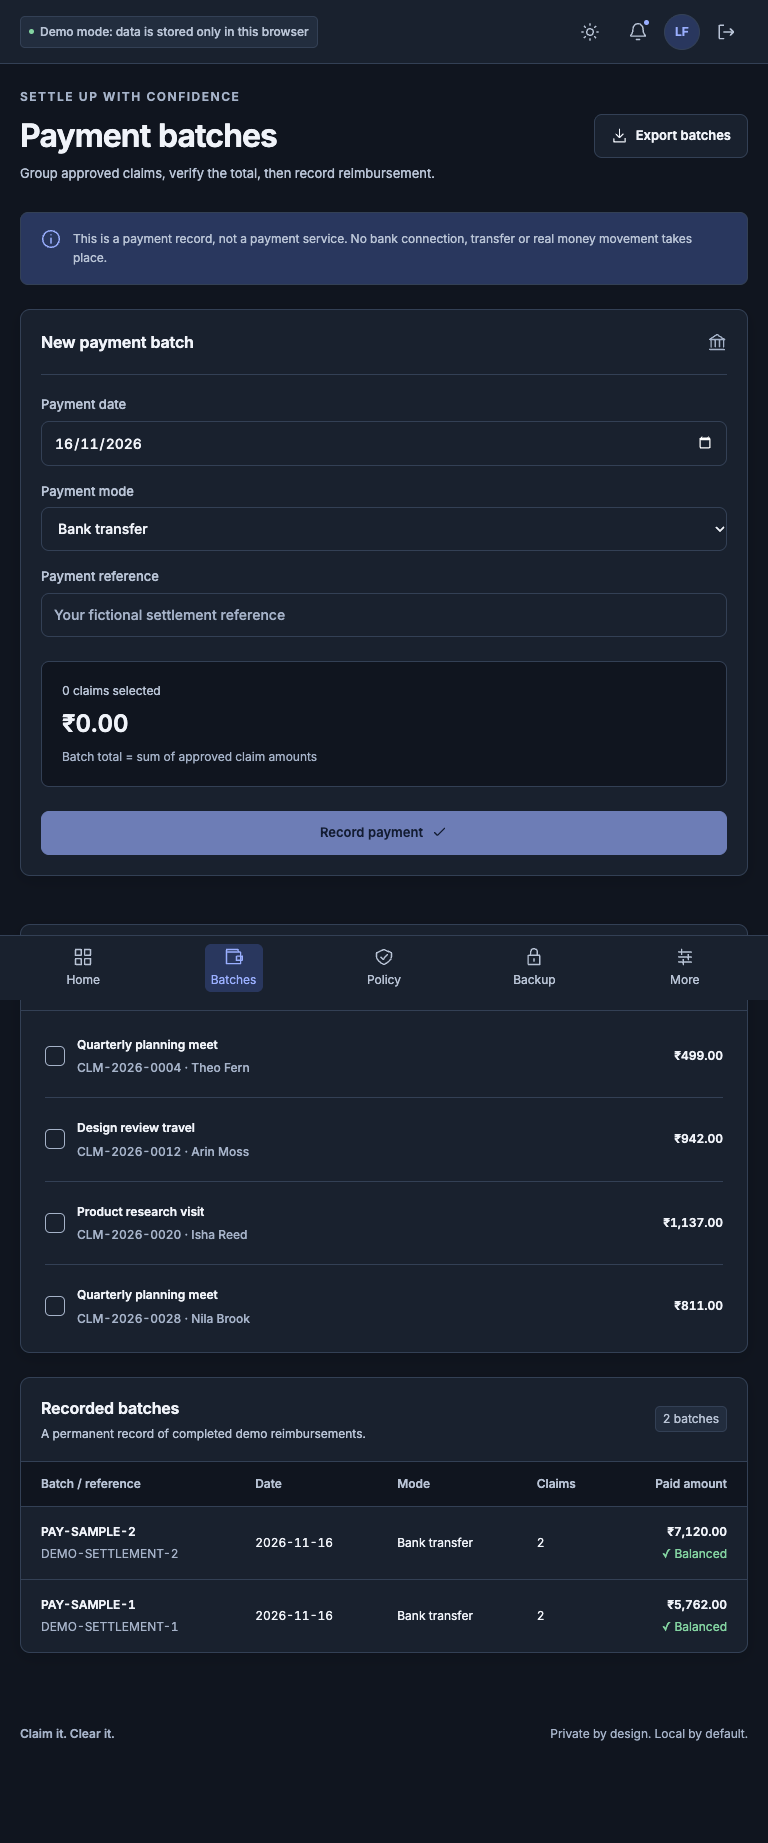 Demo mode: data is stored only in this browser
LF
SETTLE UP WITH CONFIDENCE
Payment batches
Export batches
Group approved claims, verify the total, then record reimbursement.
This is a payment record, not a payment service. No bank connection, transfer or real money movement takes
place.
New payment batch
Payment date
16/11/2026
Payment mode
Bank transfer
Payment reference
Your fictional settlement reference
0 claims selected
₹0.00
Batch total = sum of approved claim amounts
Record payment
Home
Batches
Policy
Backup
More
Quarterly planning meet
CLM-2026-0004 · Theo Fern
₹499.00
Design review travel
CLM-2026-0012 · Arin Moss
₹942.00
Product research visit
CLM-2026-0020 · Isha Reed
₹1,137.00
Quarterly planning meet
CLM-2026-0028 · Nila Brook
₹811.00
Recorded batches
A permanent record of completed demo reimbursements.
2 batches
Batch / reference Date Mode Claims Paid amount
PAY-SAMPLE-2
DEMO-SETTLEMENT-2
2026-11-16
Bank transfer
2
₹7,120.00
✓ Balanced
PAY-SAMPLE-1
DEMO-SETTLEMENT-1
2026-11-16
Bank transfer
2
₹5,762.00
✓ Balanced
Claim it. Clear it.
Private by design. Local by default.